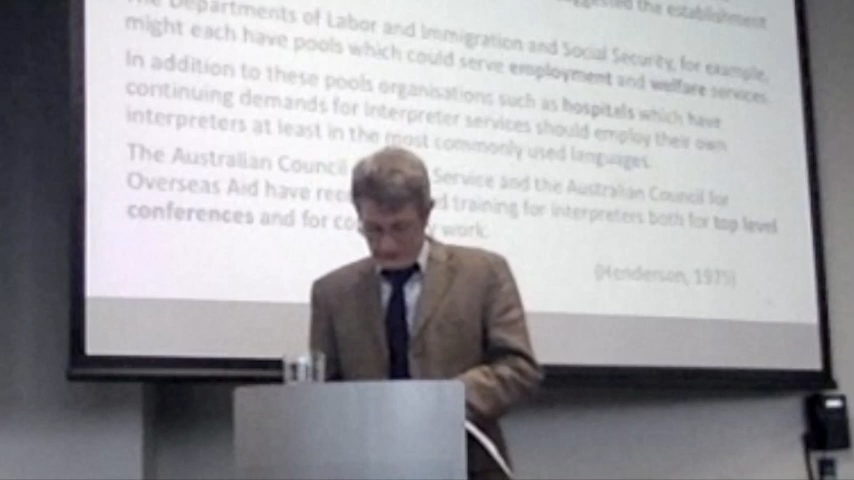 the establishment
The Departments of Labor and Immigration and Social Security, for example,
might each have pools which could serve employment and welfare services.
In addition to these pools organisations such as hospitals which have
continuing demands for interpreter services should employ their own
interpreters at least in the most commonly used languages.
The Australian Council Service and the Australian Council for
Overseas Aid have rec d training for interpreters both for top level
conferences and for co y work.
(Henderson, 1975)